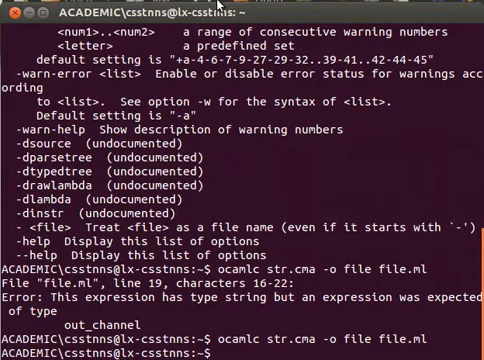 ACADEMIC\csstnns@lx-csstnns: ~
<num1>..<num2>   a range of consecutive warning numbers
<letter>         a predefined set
default setting is "+a-4-6-7-9-27-29-32..39-41..42-44-45"
-warn-error <list>  Enable or disable error status for warnings acc
ording
to <list>.  See option -w for the syntax of <list>.
Default setting is "-a"
-warn-help  Show description of warning numbers
-dsource  (undocumented)
-dparsetree  (undocumented)
-dtypedtree  (undocumented)
-drawlambda  (undocumented)
-dlambda  (undocumented)
-dinstr  (undocumented)
- <file>  Treat <file> as a file name (even if it starts with `-')
-help  Display this list of options
--help  Display this list of options
ACADEMIC\csstnns@lx-csstnns:~$ ocamlc str.cma -o file file.ml
File "file.ml", line 19, characters 16-22:
Error: This expression has type string but an expression was expected
of type
out_channel
ACADEMIC\csstnns@lx-csstnns:~$ ocamlc str.cma -o file file.ml
ACADEMIC\csstnns@lx-csstnns:~$